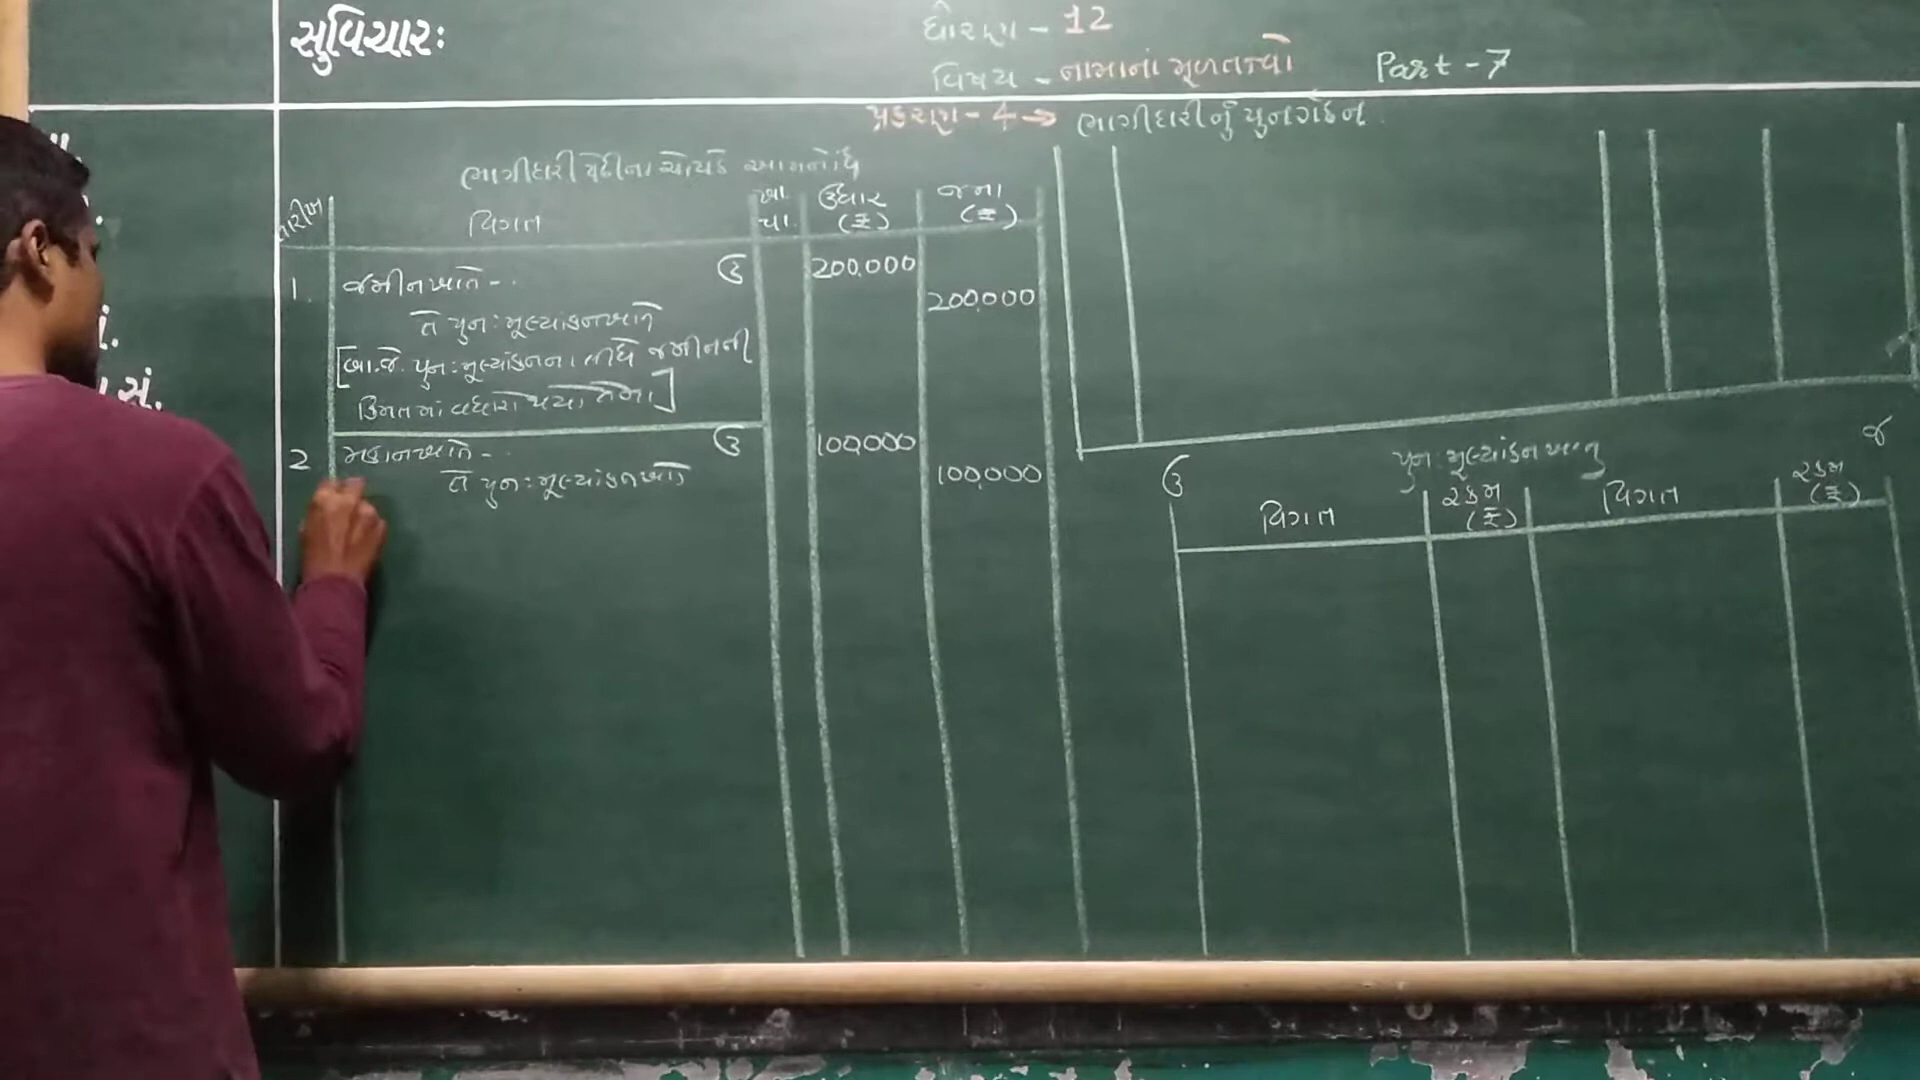 સુવિચારઃ
ધોરણ - 12
વિષય - નામાનાં મૂળતત્ત્વો
Part - 7
પ્રકરણ - 4 → ભાગીદારીનું પુનર્ગઠન
ભાગીદારી પેઢીના ચોપડે આમનોંધ
તારીખ
વિગત
ખા. પા.
ઉધાર (₹)
જમા (₹)
1. જમીન ખાતે - . ઉ 200,000
તે પુનઃમૂલ્યાંકન ખાતે 200,000
[બા.જે. પુનઃમૂલ્યાંકનના લીધે જમીનની
કિંમતમાં વધારો થયો તેના]
2 મકાન ખાતે - . ઉ 100,000
તે પુનઃમૂલ્યાંકન ખાતે 100,000
પુનઃમૂલ્યાંકન ખાતુ
ઉ
જ
વિગત
રકમ (₹)
વિગત
રકમ (₹)
સં.